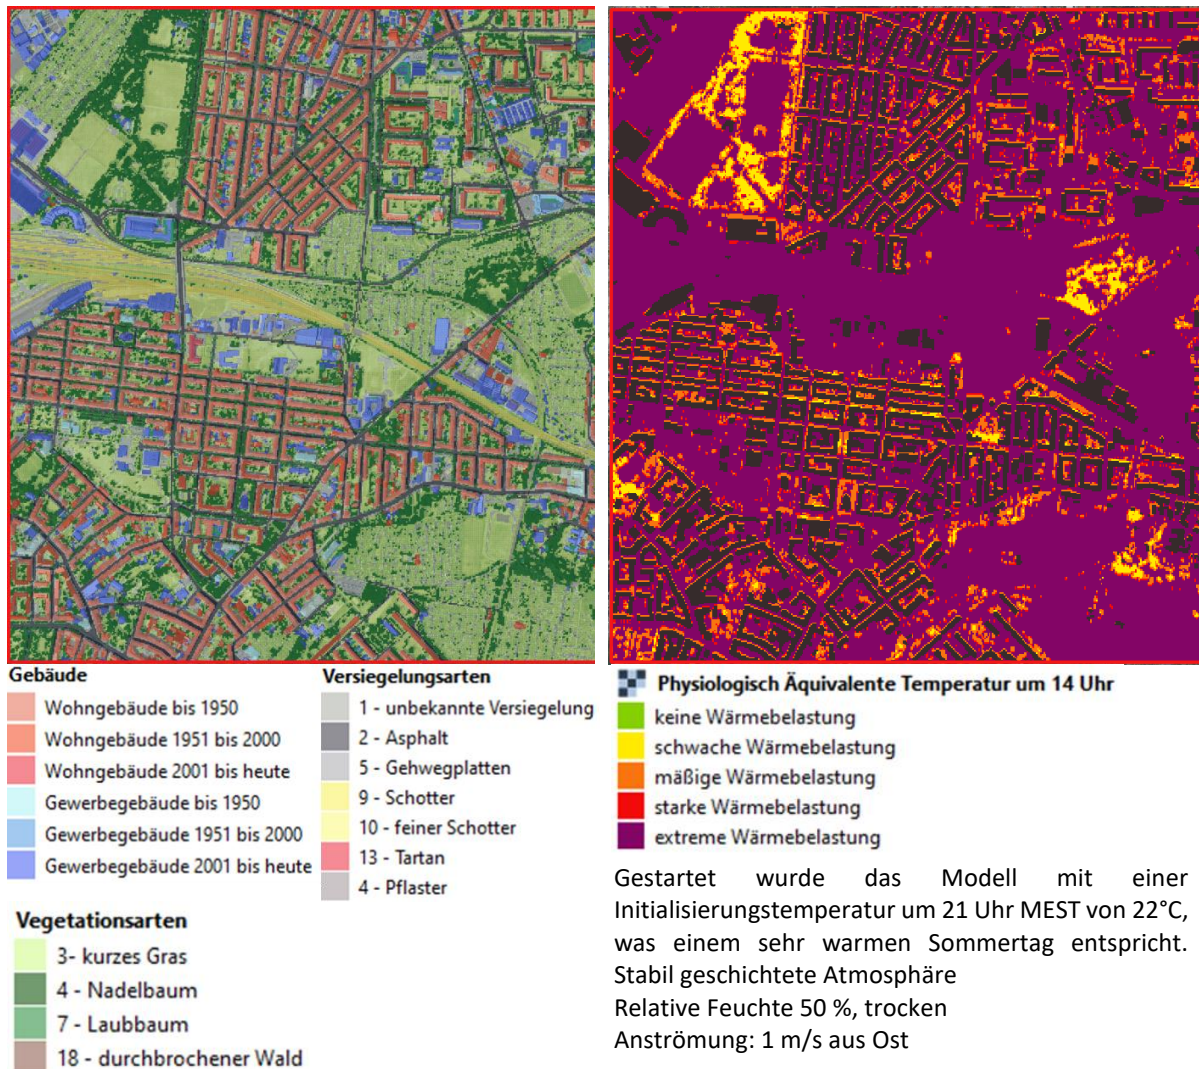 Gebäude
Wohngebäude bis 1950
Wohngebäude 1951 bis 2000
Wohngebäude 2001 bis heute
Gewerbegebäude bis 1950
Gewerbegebäude 1951 bis 2000
Gewerbegebäude 2001 bis heute
Versiegelungsarten
1 - unbekannte Versiegelung
2 - Asphalt
5 - Gehwegplatten
9 - Schotter
10 - feiner Schotter
13 - Tartan
4 - Pflaster
Vegetationsarten
3- kurzes Gras
4 - Nadelbaum
7 - Laubbaum
18 - durchbrochener Wald
Physiologisch Äquivalente Temperatur um 14 Uhr
keine Wärmebelastung
schwache Wärmebelastung
mäßige Wärmebelastung
starke Wärmebelastung
extreme Wärmebelastung
Gestartet wurde das Modell mit einer
Initialisierungstemperatur um 21 Uhr MEST von 22°C,
was einem sehr warmen Sommertag entspricht.
Stabil geschichtete Atmosphäre
Relative Feuchte 50 %, trocken
Anströmung: 1 m/s aus Ost